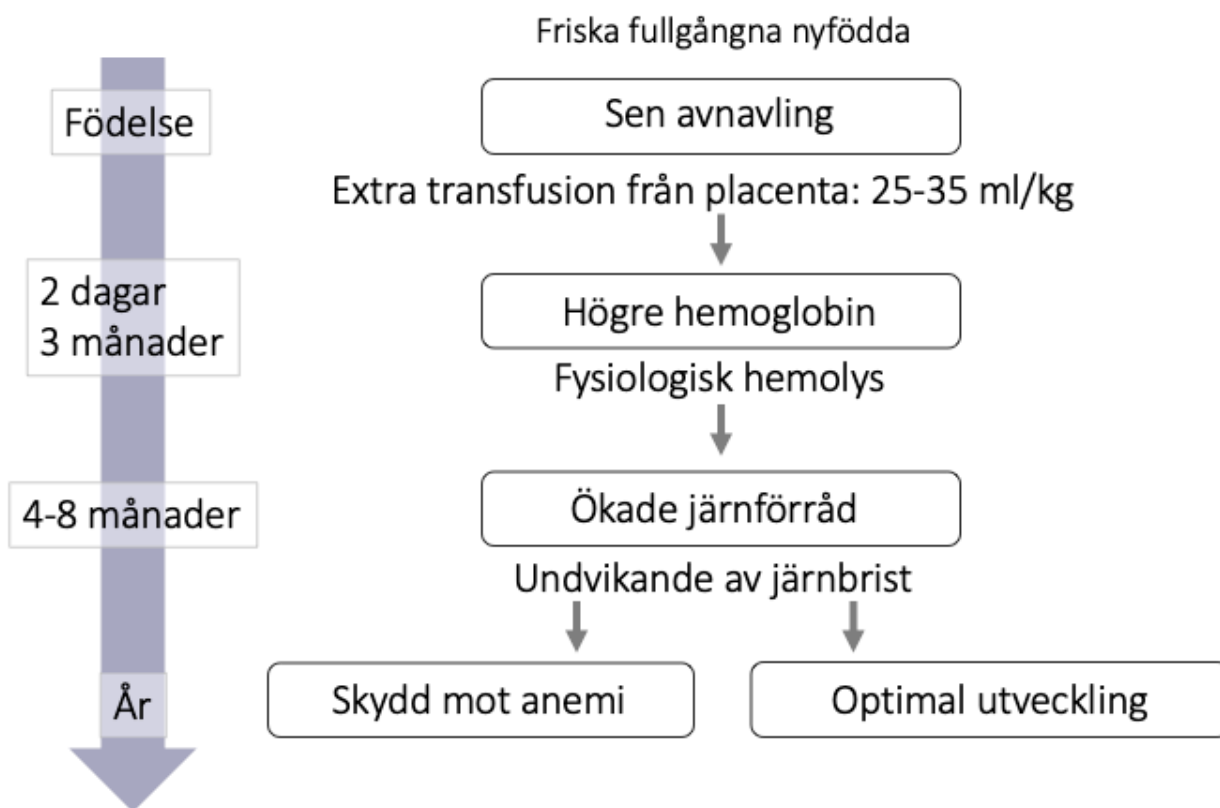 Friska fullgångna nyfödda
Födelse
Sen avnavling
Extra transfusion från placenta: 25-35 ml/kg
2 dagar
3 månader
Högre hemoglobin
Fysiologisk hemolys
4-8 månader
Ökade järnförråd
Undvikande av järnbrist
År
Skydd mot anemi
Optimal utveckling